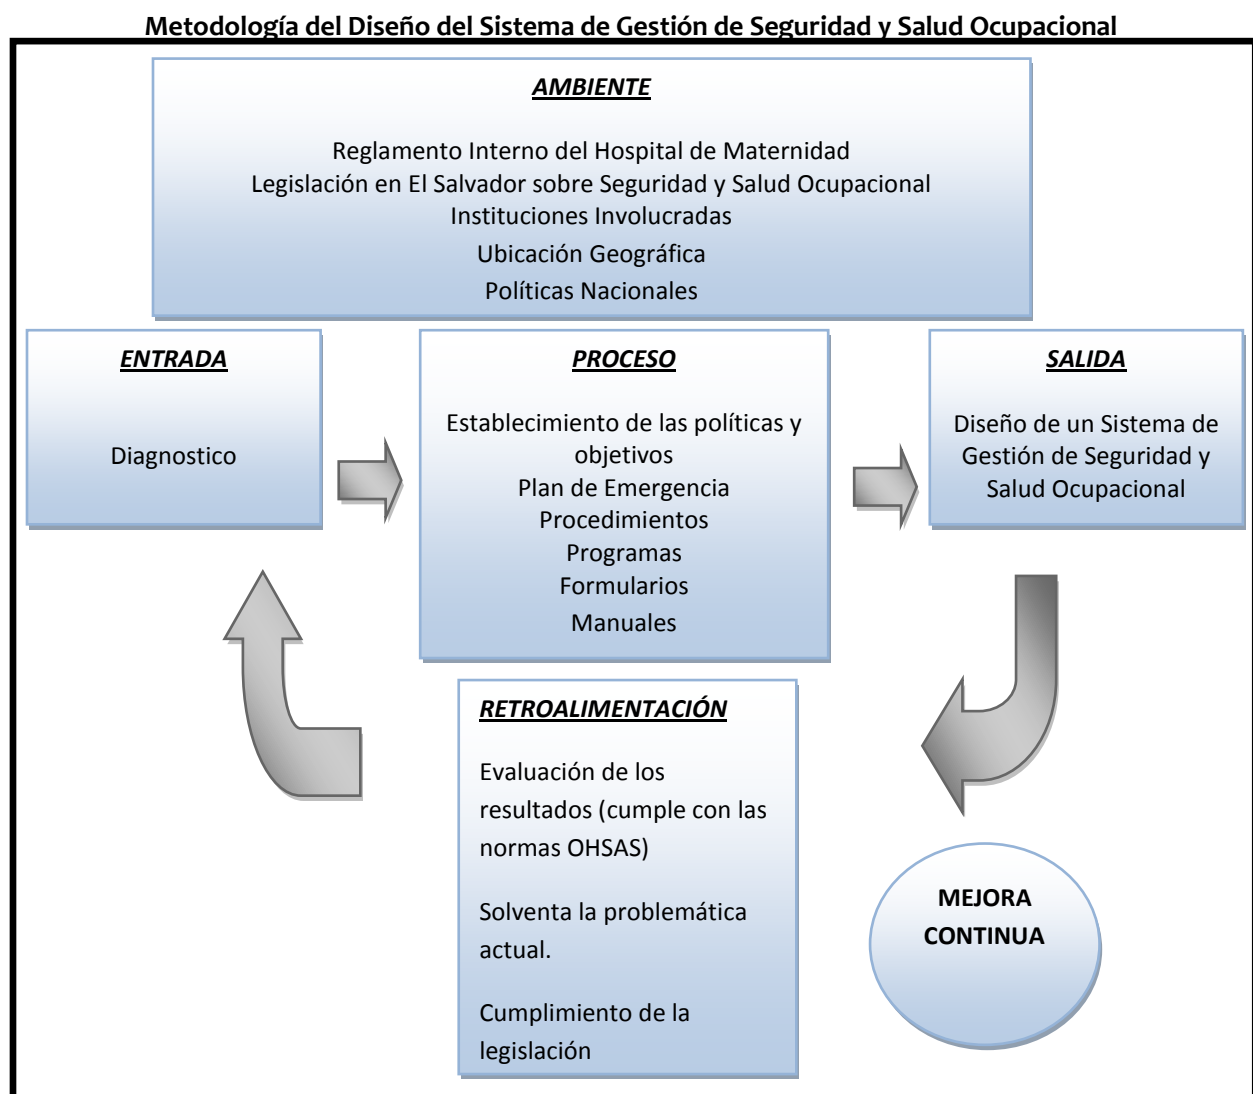 Metodología del Diseño del Sistema de Gestión de Seguridad y Salud Ocupacional
AMBIENTE
Reglamento Interno del Hospital de Maternidad
Legislación en El Salvador sobre Seguridad y Salud Ocupacional
Instituciones Involucradas
Ubicación Geográfica
Políticas Nacionales
ENTRADA
Diagnostico
PROCESO
Establecimiento de las políticas y
objetivos
Plan de Emergencia
Procedimientos
Programas
Formularios
Manuales
SALIDA
Diseño de un Sistema de
Gestión de Seguridad y
Salud Ocupacional
RETROALIMENTACIÓN
Evaluación de los
resultados (cumple con las
normas OHSAS)
Solventa la problemática
actual.
Cumplimiento de la
legislación
MEJORA
CONTINUA